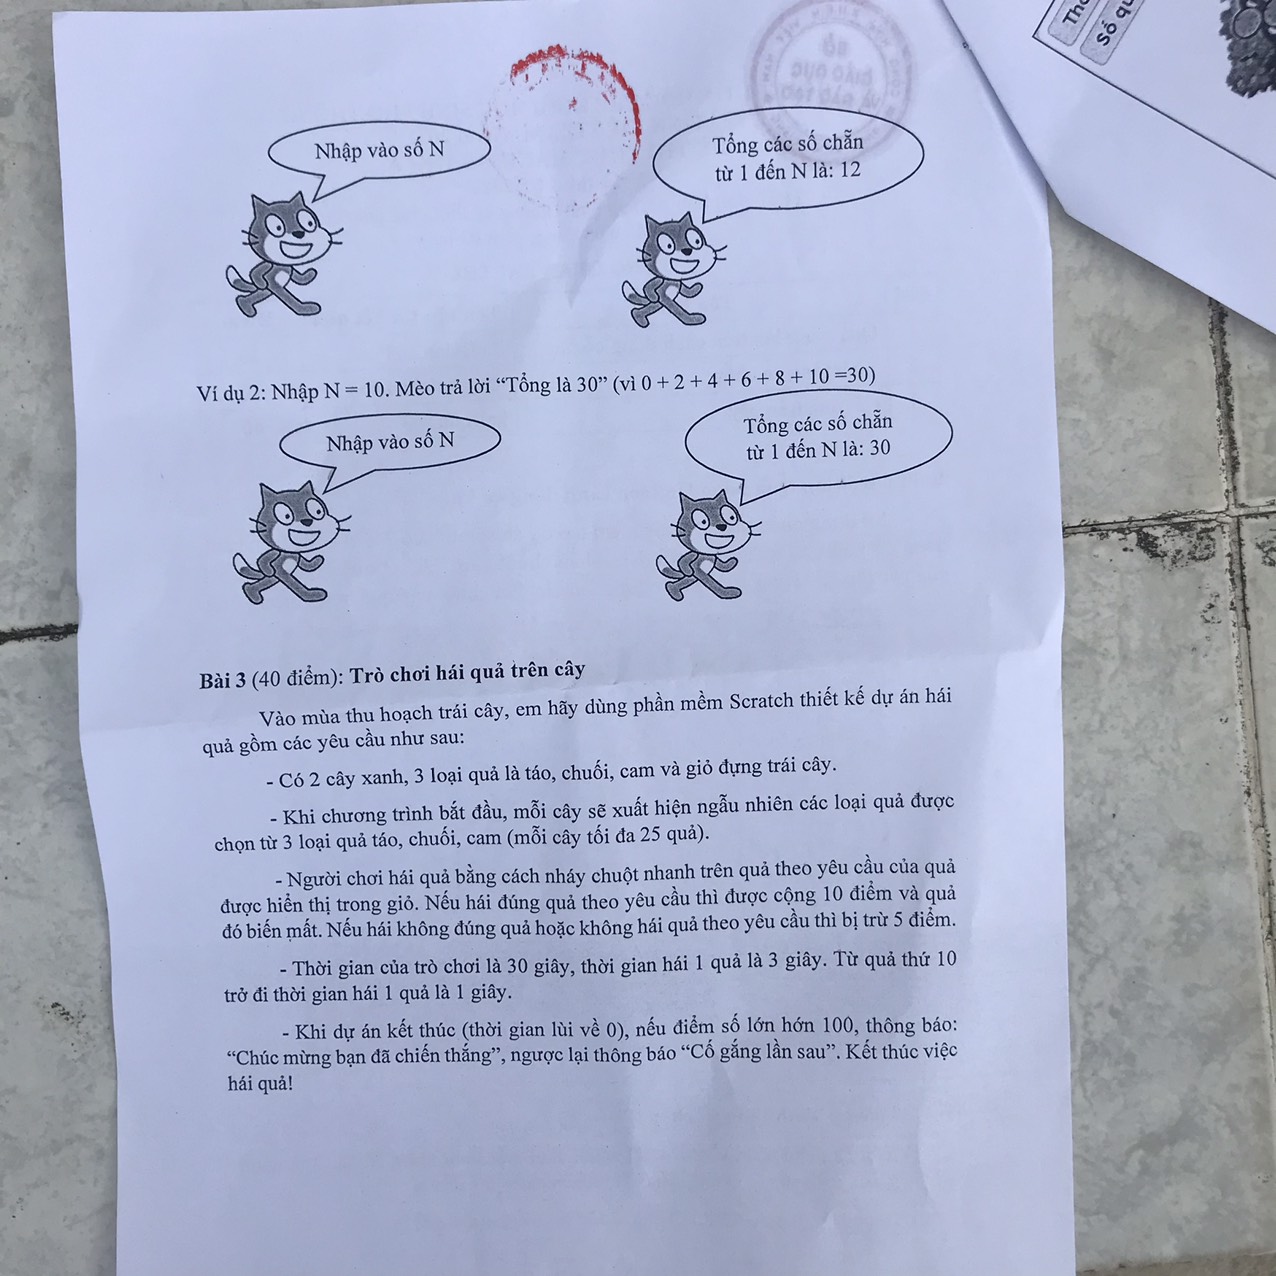 Nhập vào số N
Tổng các số chẵn
từ 1 đến N là: 12
Ví dụ 2: Nhập N = 10. Mèo trả lời “Tổng là 30” (vì 0 + 2 + 4 + 6 + 8 + 10 =30)
Nhập vào số N
Tổng các số chẵn
từ 1 đến N là: 30
Bài 3 (40 điểm): Trò chơi hái quả trên cây
Vào mùa thu hoạch trái cây, em hãy dùng phần mềm Scratch thiết kế dự án hái
quả gồm các yêu cầu như sau:
- Có 2 cây xanh, 3 loại quả là táo, chuối, cam và giỏ đựng trái cây.
- Khi chương trình bắt đầu, mỗi cây sẽ xuất hiện ngẫu nhiên các loại quả được
chọn từ 3 loại quả táo, chuối, cam (mỗi cây tối đa 25 quả).
- Người chơi hái quả bằng cách nháy chuột nhanh trên quả theo yêu cầu của quả
được hiển thị trong giỏ. Nếu hái đúng quả theo yêu cầu thì được cộng 10 điểm và quả
đó biến mất. Nếu hái không đúng quả hoặc không hái quả theo yêu cầu thì bị trừ 5 điểm.
- Thời gian của trò chơi là 30 giây, thời gian hái 1 quả là 3 giây. Từ quả thứ 10
trở đi thời gian hái 1 quả là 1 giây.
- Khi dự án kết thúc (thời gian lùi về 0), nếu điểm số lớn hớn 100, thông báo:
“Chúc mừng bạn đã chiến thắng”, ngược lại thông báo “Cố gắng lần sau”. Kết thúc việc
hái quả!
Số